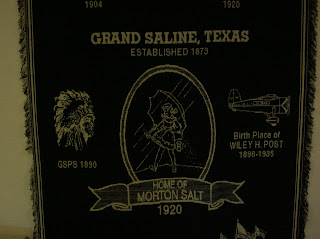 1904
1920
GRAND SALINE, TEXAS
ESTABLISHED 1873
GSPS 1890
Birth Place of
WILEY H. POST
1898-1935
HOME OF
MORTON SALT
1920